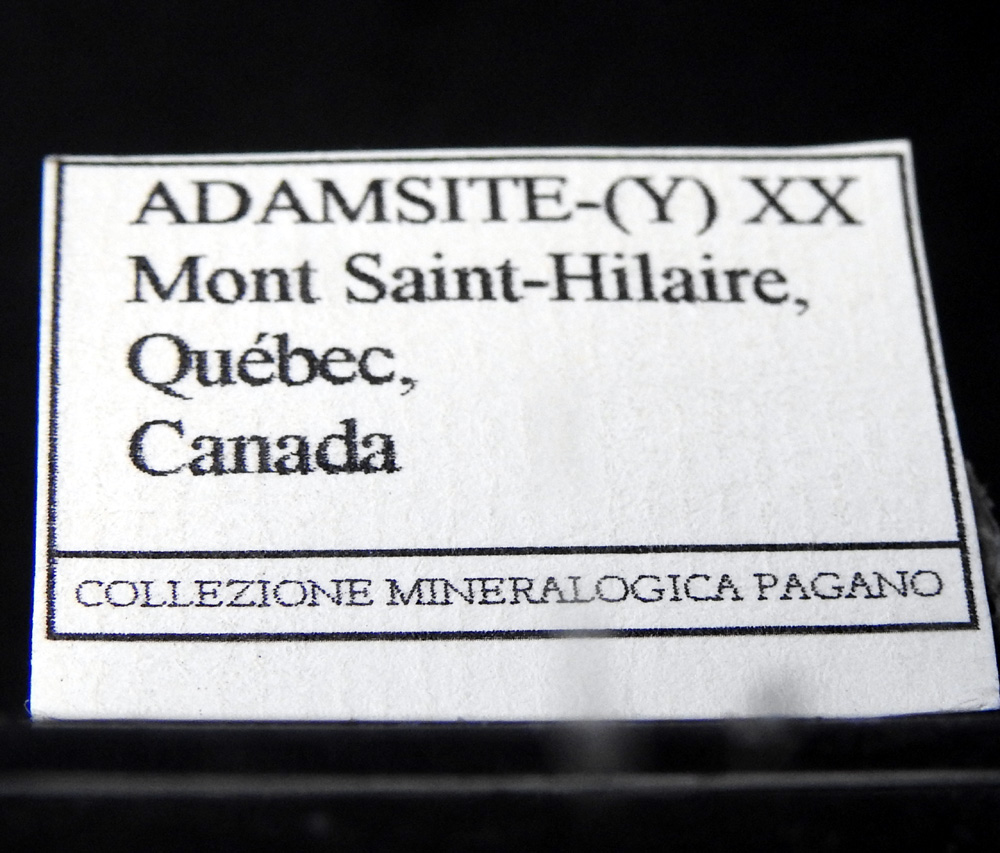 ADAMSITE-(Y) XX
Mont Saint-Hilaire,
Québec,
Canada
COLLEZIONE MINERALOGICA PAGANO